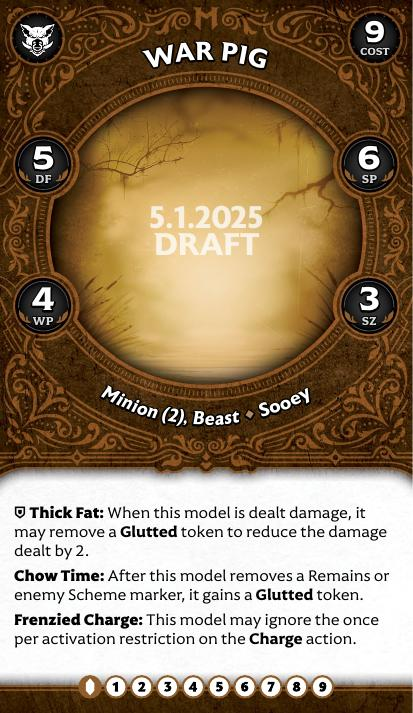 WAR PIG
9
COST
5
DF
6
SP
5.1.2025
DRAFT
4
WP
3
SZ
Minion (2), Beast ♦ Sooey
Thick Fat: When this model is dealt damage, it
may remove a Glutted token to reduce the damage
dealt by 2.
Chow Time: After this model removes a Remains or
enemy Scheme marker, it gains a Glutted token.
Frenzied Charge: This model may ignore the once
per activation restriction on the Charge action.
1 2 3 4 5 6 7 8 9